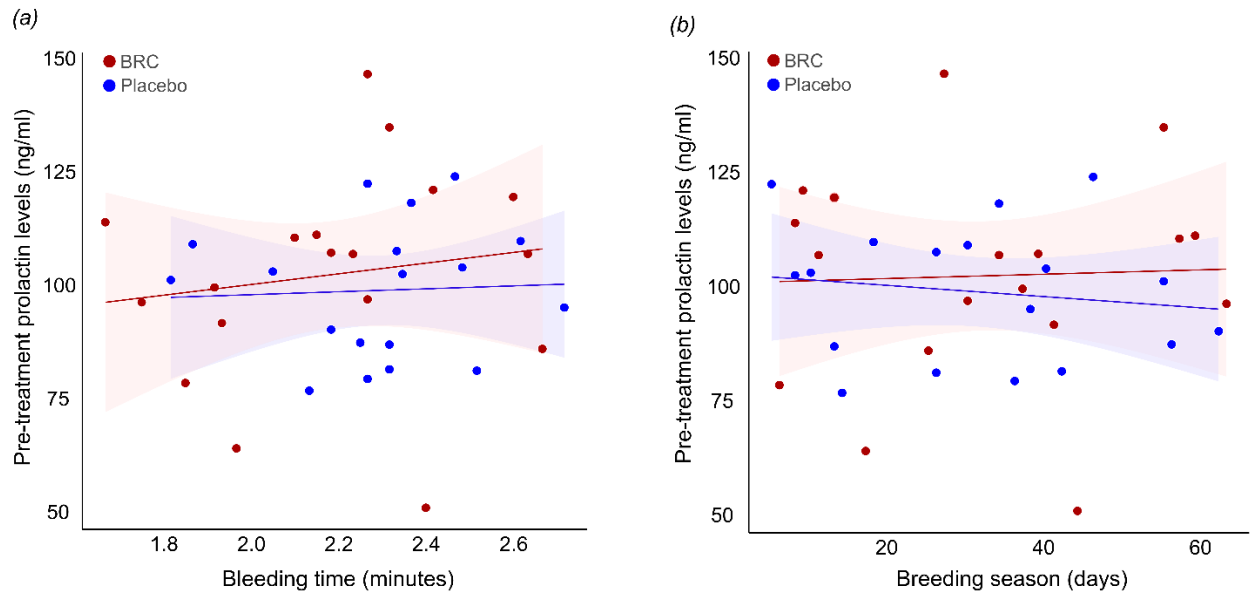 (a)
BRC
Placebo
Pre-treatment prolactin levels (ng/ml)
150
125
100
75
50
1.8 2.0 2.2 2.4 2.6
Bleeding time (minutes)
(b)
BRC
Placebo
Pre-treatment prolactin levels (ng/ml)
150
125
100
75
50
20 40 60
Breeding season (days)